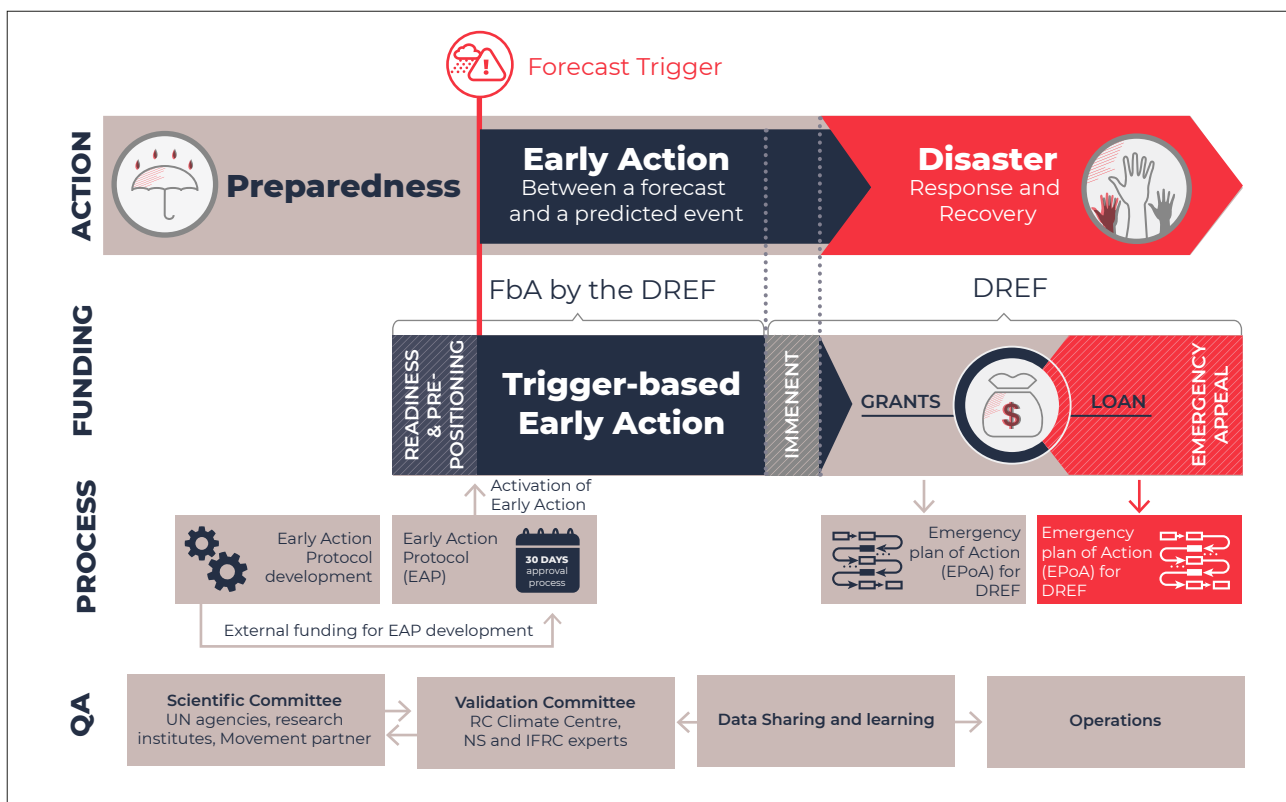 Forecast Trigger
ACTION
Preparedness
Early Action
Between a forecast
and a predicted event
Disaster
Response and
Recovery
FUNDING
FbA by the DREF
DREF
READINESS
& PRE-
POSITIONING
Trigger-based
Early Action
IMMENENT
GRANTS
$
LOAN
EMERGENCY
APPEAL
PROCESS
Activation of
Early Action
Early Action
Protocol
development
Early Action
Protocol
(EAP)
30 DAYS
approval
process
External funding for EAP development
Emergency
plan of Action
(EPoA) for
DREF
Emergency
plan of Action
(EPoA) for
DREF
QA
Scientific Committee
UN agencies, research
institutes, Movement partner
Validation Committee
RC Climate Centre,
NS and IFRC experts
Data Sharing and learning
Operations